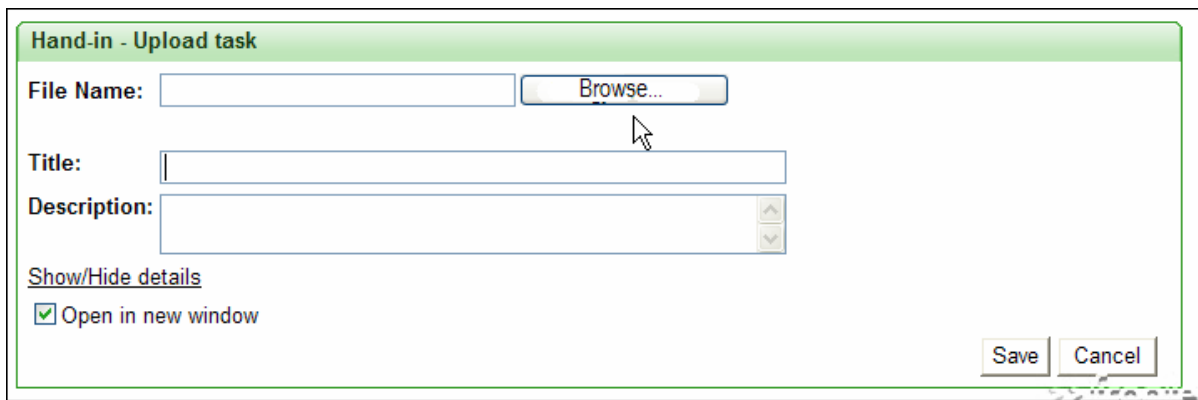 Hand-in - Upload task
File Name: Browse...
Title:
Description:
Show/Hide details
Open in new window
Save Cancel